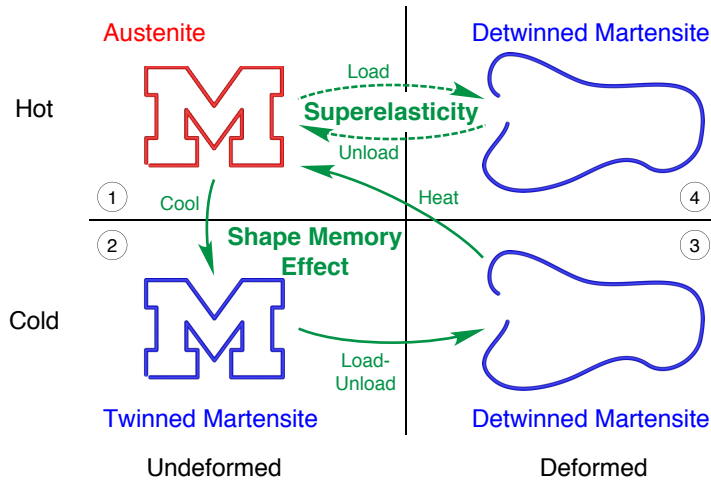 Austenite
Detwinned Martensite
Hot
Load
Superelasticity
Unload
1
Cool
Heat
4
2
Shape Memory
Effect
3
Cold
Load-
Unload
Twinned Martensite
Detwinned Martensite
Undeformed
Deformed